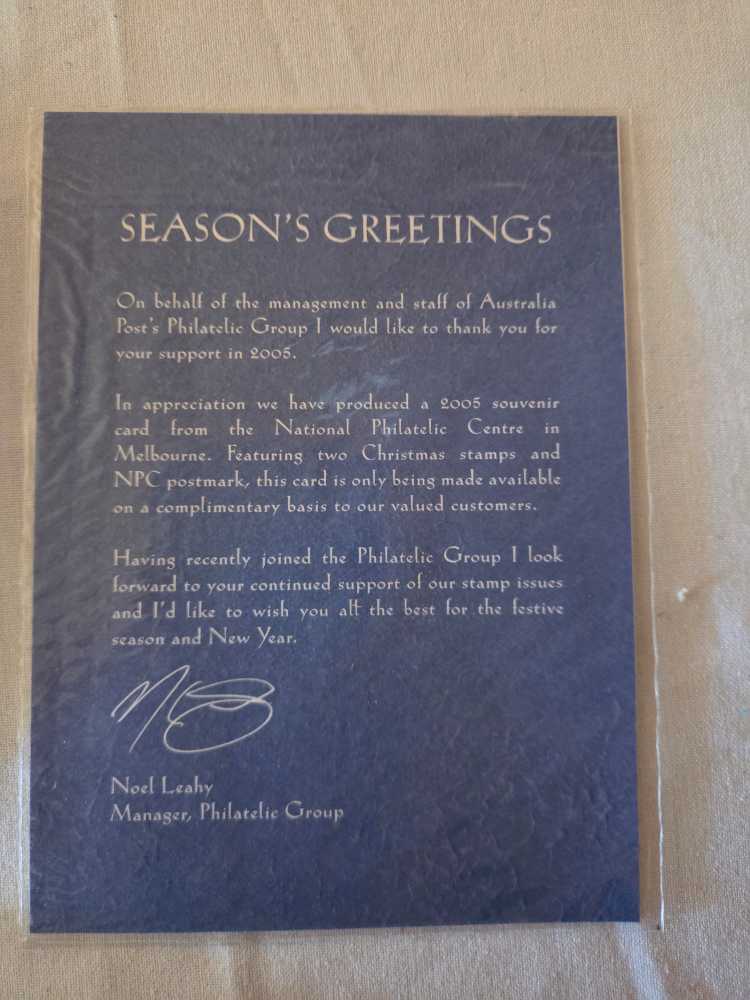 SEASON'S GREETINGS
On behalf of the management and staff of Australia
Post's Philatelic Group I would like to thank you for
your support in 2005.
In appreciation we have produced a 2005 souvenir
card from the National Philatelic Centre in
Melbourne. Featuring two Christmas stamps and
NPC postmark, this card is only being made available
on a complimentary basis to our valued customers.
Having recently joined the Philatelic Group I look
forward to your continued support of our stamp issues
and I'd like to wish you all the best for the festive
season and New Year.
Noel Leahy
Manager, Philatelic Group